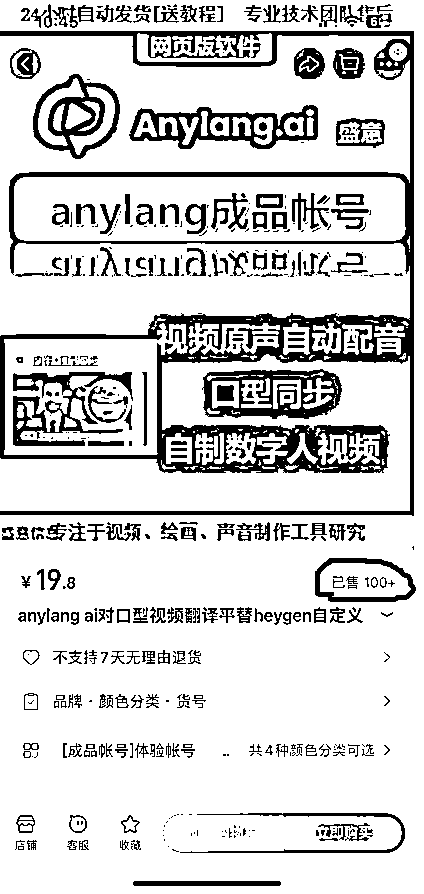 24小时自动发货[送教程] 专业技术团队售后
网页版软件
Anylang.ai
盛意
anylang成品帐号
视频原声自动配音
口型同步
自制数字人视频
专注于视频、绘画、声音制作工具研究
¥19.8
已售 100+
anylang ai对口型视频翻译平替heygen自定义
不支持7天无理由退货
品牌 · 颜色分类 · 货号
[成品帐号]体验帐号 .. 共4种颜色分类可选
店铺
客服
收藏
立即购买